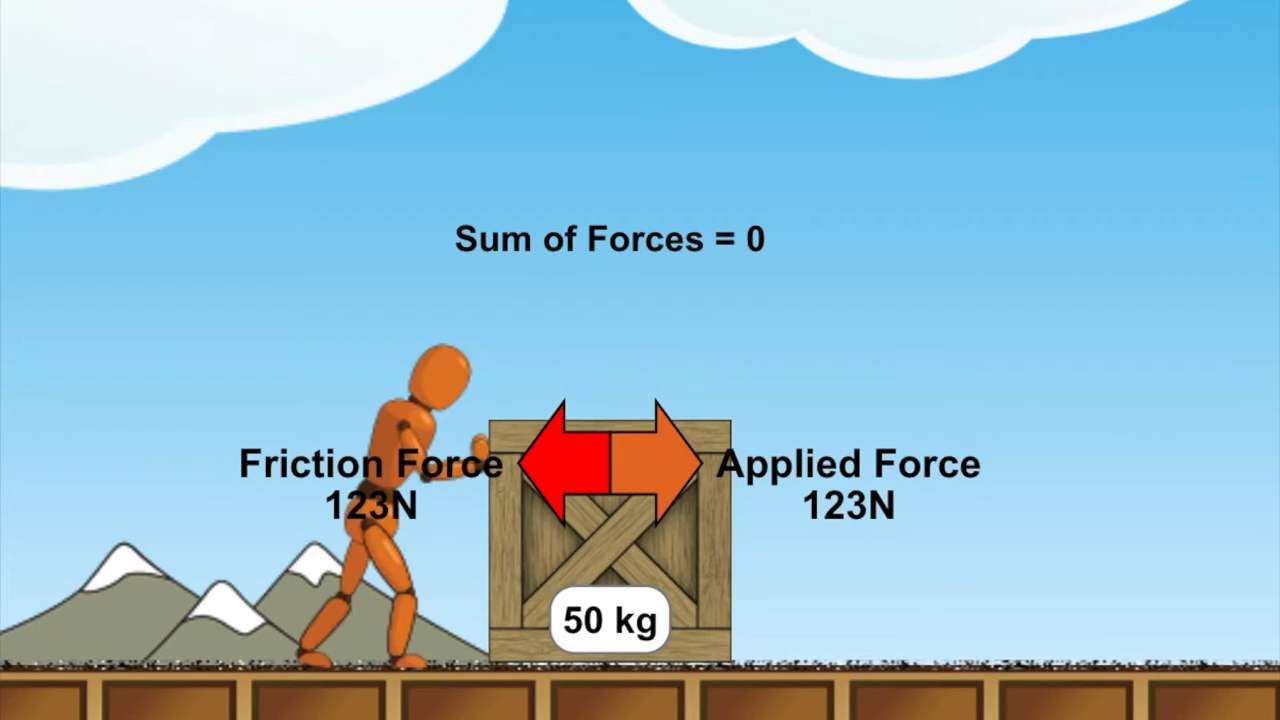 Sum of Forces = 0
Friction Force
123N
Applied Force
123N
50 kg